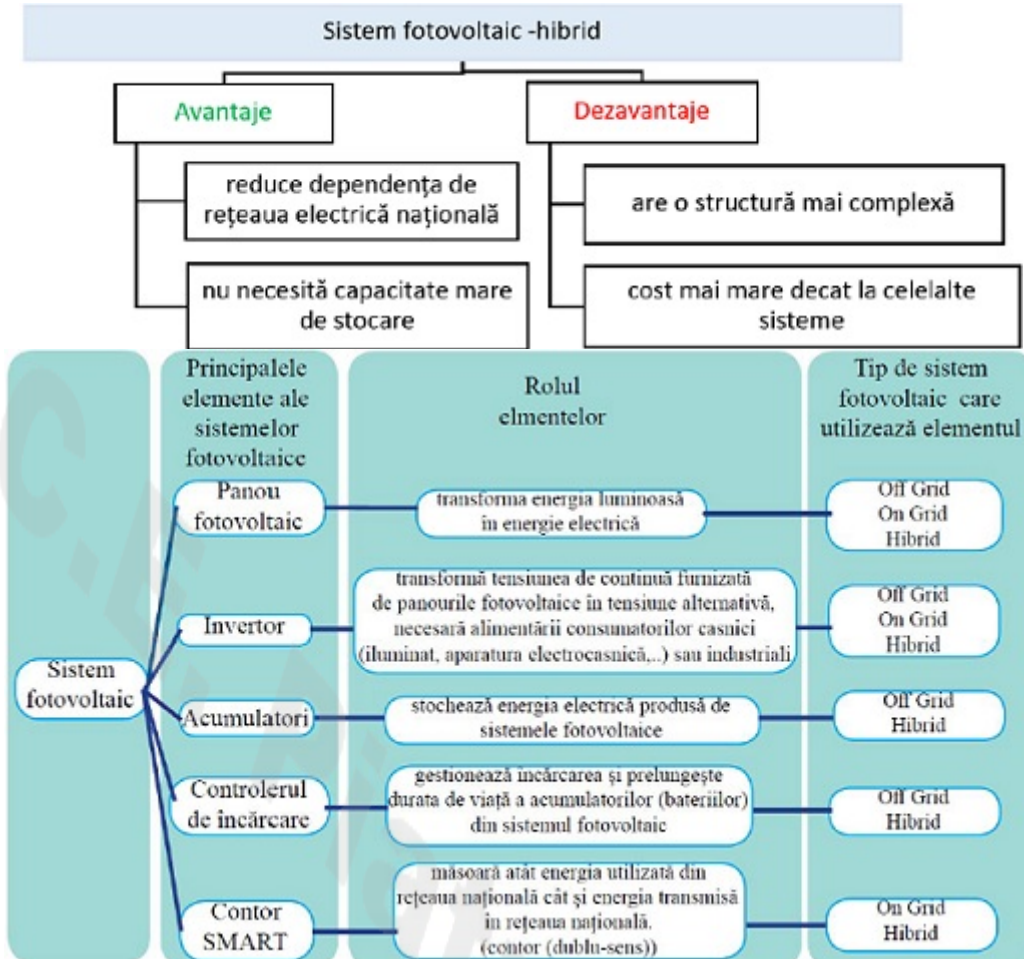 Sistem fotovoltaic -hibrid
Avantaje
Dezavantaje
reduce dependența de
rețeaua electrică națională
are o structură mai complexă
nu necesită capacitate mare
de stocare
cost mai mare decat la celelalte
sisteme
Principalele
elemente ale
sistemelor
fotovoltaice
Rolul
elmentelor
Tip de sistem
fotovoltaic care
utilizează elementul
Sistem
fotovoltaic
Panou
fotovoltaic
transforma energia luminoasă
în energie electrică
Off Grid
On Grid
Hibrid
Invertor
transformă tensiunea de continuă furnizată
de panourile fotovoltaice în tensiune alternativă,
necesară alimentării consumatorilor casnici
(iluminat, aparatura electrocasnică,..) sau industriali
Off Grid
On Grid
Hibrid
Acumulatori
stochează energia electrică produsă de
sistemele fotovoltaice
Off Grid
Hibrid
Controlerul
de încărcare
gestionează încărcarea și prelungește
durata de viață a acumulatorilor (bateriilor)
din sistemul fotovoltaic
Off Grid
Hibrid
Contor
SMART
măsoară atât energia utilizată din
rețeaua națională cât și energia transmisă
in rețeaua națională.
(contor (dublu-sens))
On Grid
Hibrid